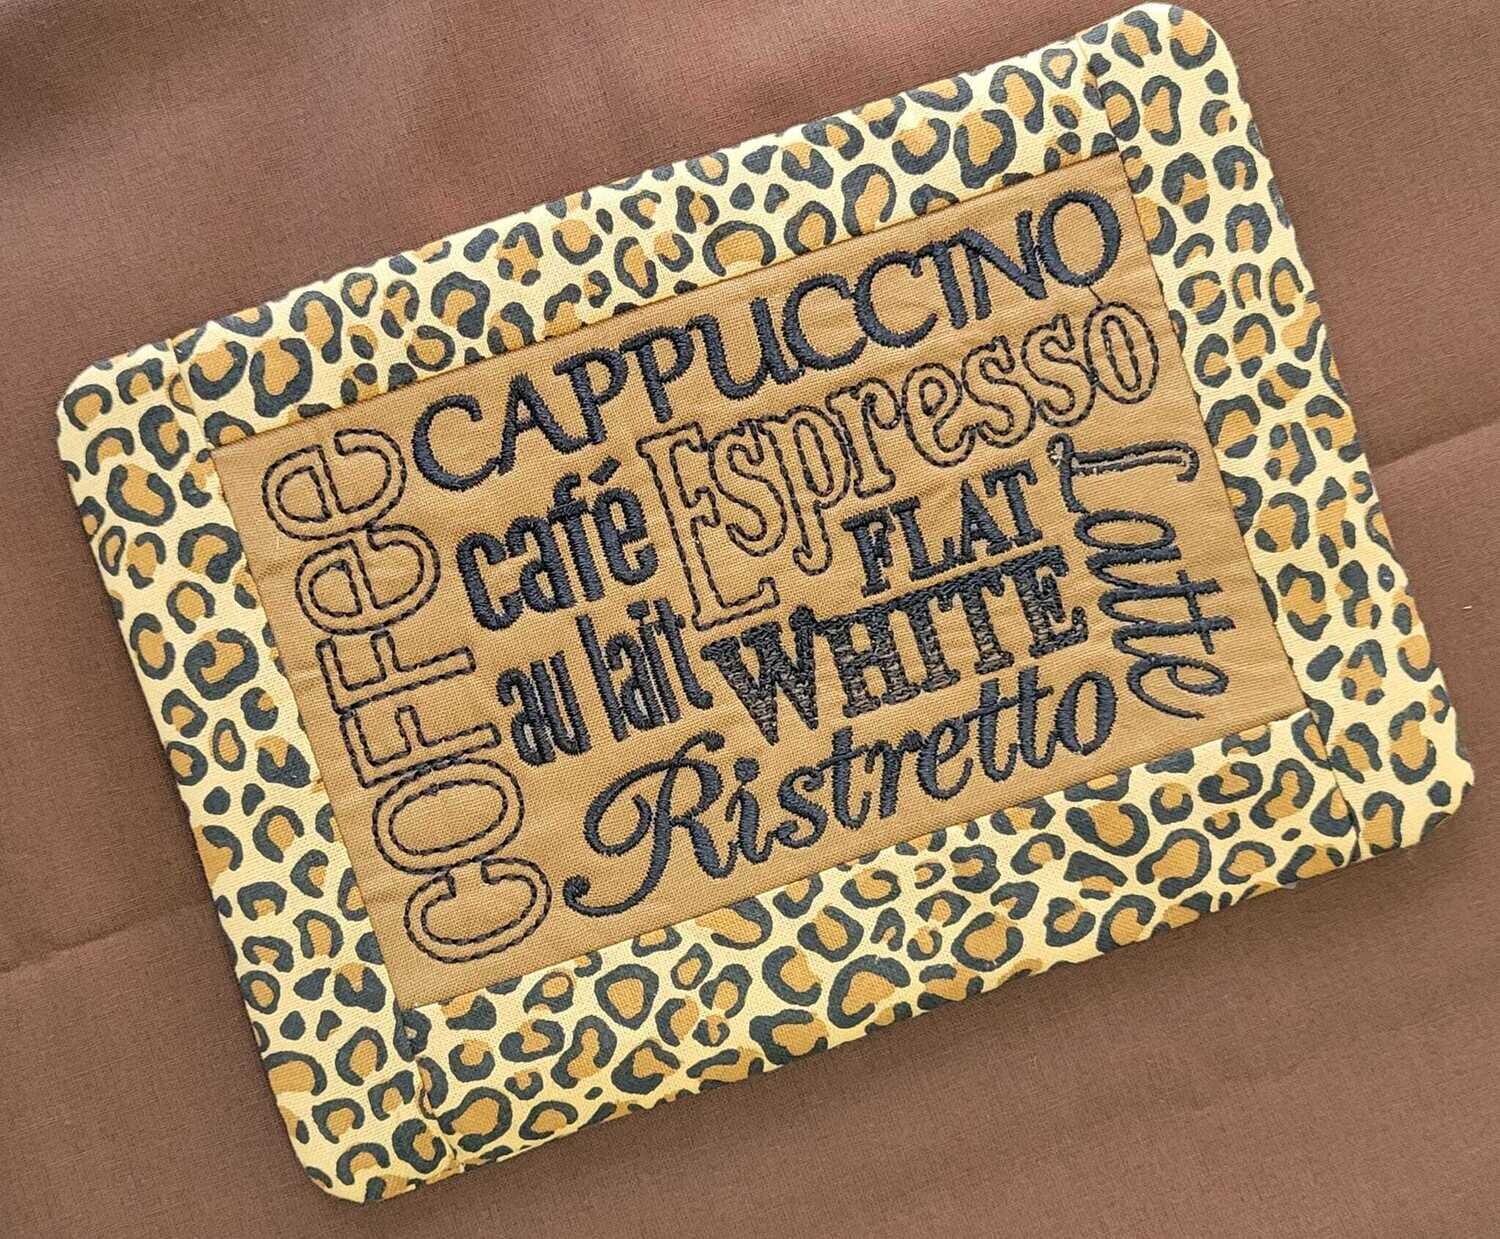 COFFee
CAPPUCCINO
Espresso
café
au lait
FLAT
WHITE
Latte
Ristretto